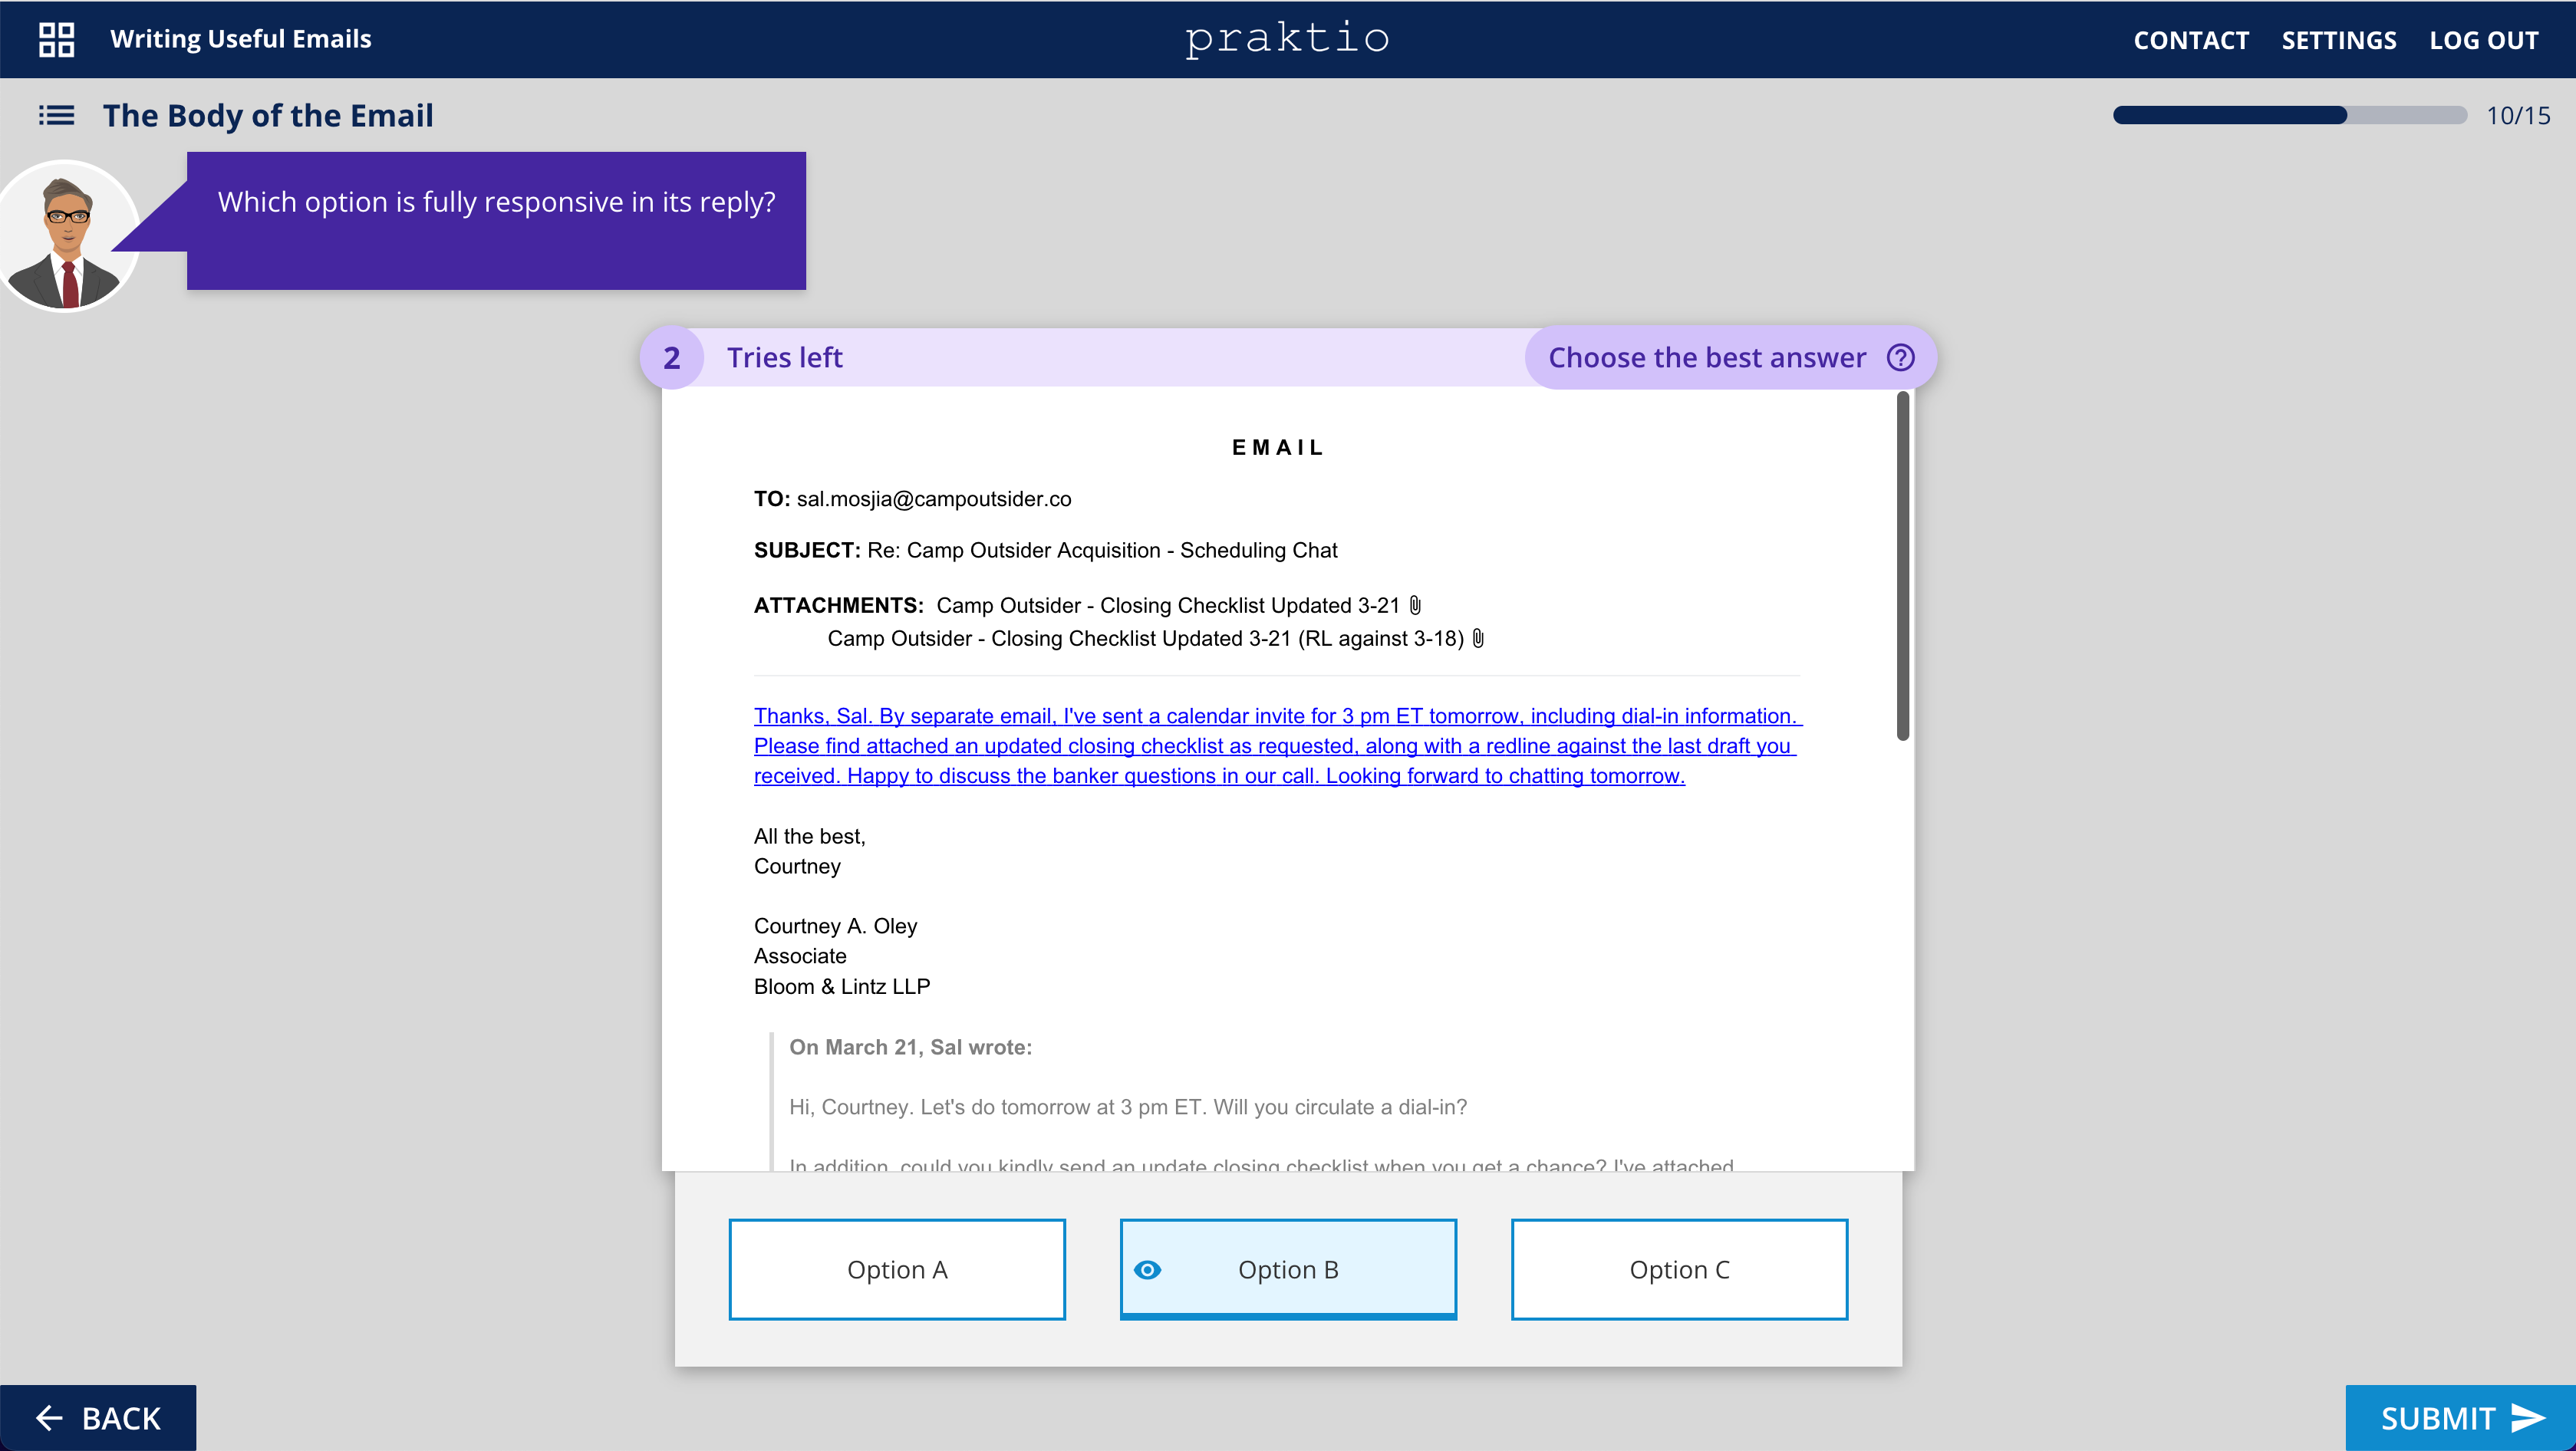 Writing Useful Emails
praktio
CONTACT SETTINGS LOG OUT
The Body of the Email
10/15
Which option is fully responsive in its reply?
2 Tries left
Choose the best answer ?
EMAIL
TO: sal.mosjia@campoutsider.co
SUBJECT: Re: Camp Outsider Acquisition - Scheduling Chat
ATTACHMENTS: Camp Outsider - Closing Checklist Updated 3-21
Camp Outsider - Closing Checklist Updated 3-21 (RL against 3-18)
Thanks, Sal. By separate email, I've sent a calendar invite for 3 pm ET tomorrow, including dial-in information.
Please find attached an updated closing checklist as requested, along with a redline against the last draft you
received. Happy to discuss the banker questions in our call. Looking forward to chatting tomorrow.
All the best,
Courtney
Courtney A. Oley
Associate
Bloom & Lintz LLP
On March 21, Sal wrote:
Hi, Courtney. Let's do tomorrow at 3 pm ET. Will you circulate a dial-in?
In addition, could you kindly send an update closing checklist when you get a chance? I've attached
Option A
Option B
Option C
BACK
SUBMIT